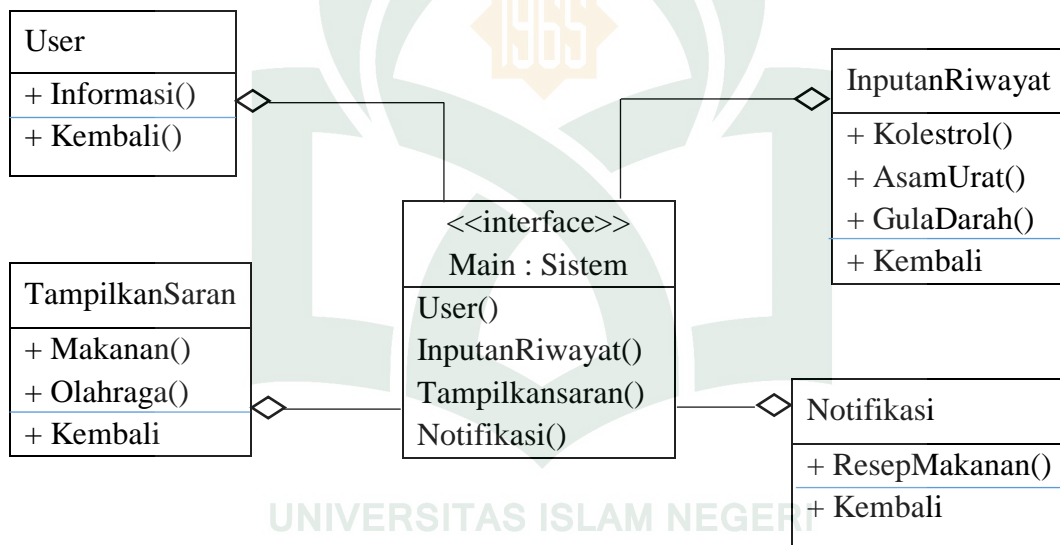 1965
User
+ Informasi()
+ Kembali()
InputanRiwayat
+ Kolestrol()
+ AsamUrat()
+ GulaDarah()
+ Kembali
<<interface>>
Main : Sistem
User()
InputanRiwayat()
Tampilkansaran()
Notifikasi()
TampilkanSaran
+ Makanan()
+ Olahraga()
+ Kembali
Notifikasi
+ ResepMakanan()
+ Kembali
UNIVERSITAS ISLAM NEGERI